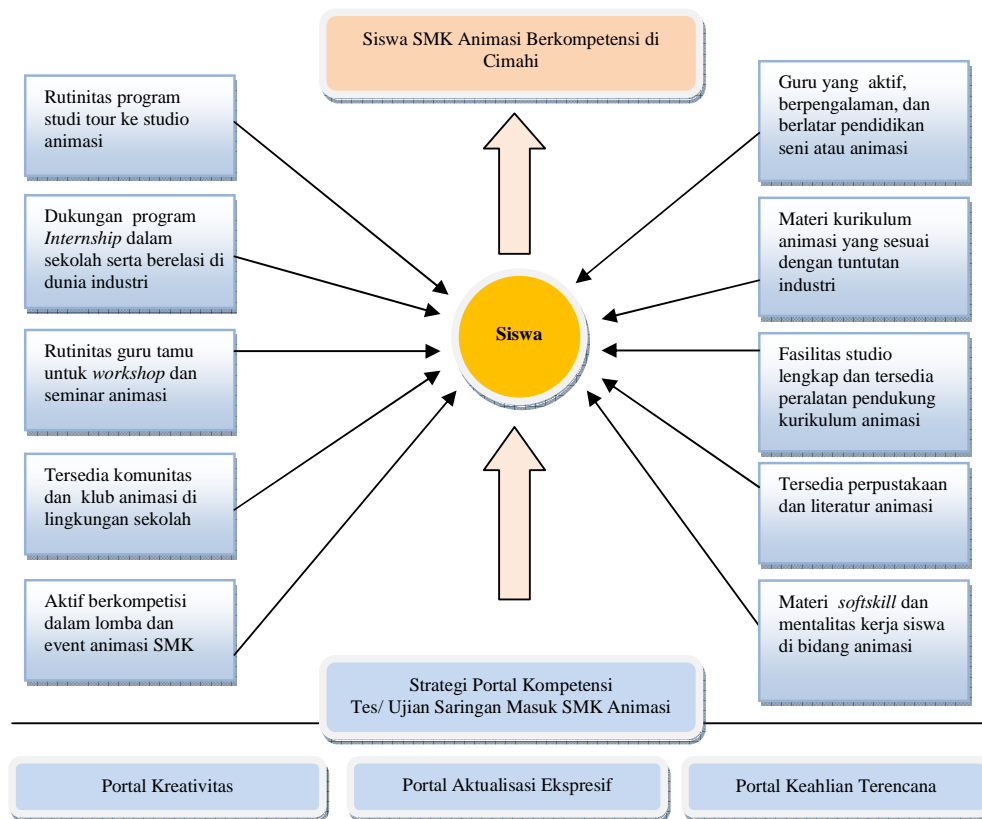 Siswa SMK Animasi Berkompetensi di
Cimahi
Rutinitas program
studi tour ke studio
animasi
Dukungan program
Internship dalam
sekolah serta berelasi di
dunia industri
Rutinitas guru tamu
untuk workshop dan
seminar animasi
Tersedia komunitas
dan klub animasi di
lingkungan sekolah
Aktif berkompetisi
dalam lomba dan
event animasi SMK
Siswa
Guru yang aktif,
berpengalaman, dan
berlatar pendidikan
seni atau animasi
Materi kurikulum
animasi yang sesuai
dengan tuntutan
industri
Fasilitas studio
lengkap dan tersedia
peralatan pendukung
kurikulum animasi
Tersedia perpustakaan
dan literatur animasi
Materi softskill dan
mentalitas kerja siswa
di bidang animasi
Strategi Portal Kompetensi
Tes/ Ujian Saringan Masuk SMK Animasi
Portal Kreativitas
Portal Aktualisasi Ekspresif
Portal Keahlian Terencana